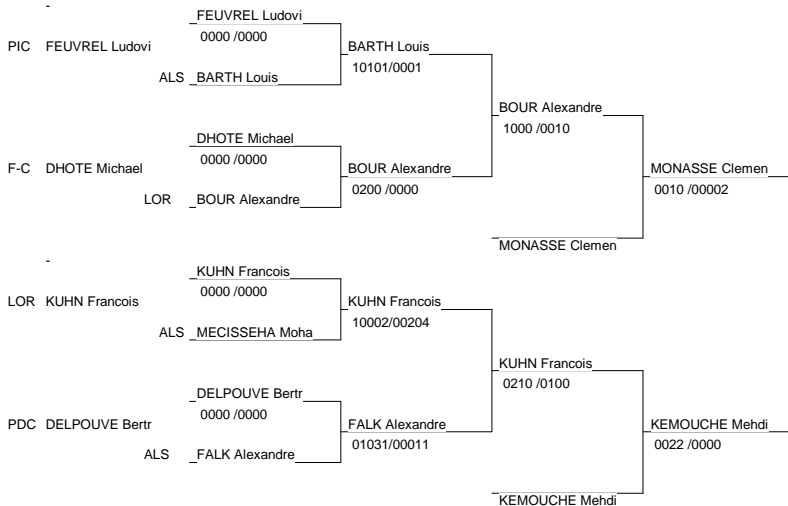 -
FEUVREL Ludovi
0000 /0000
PIC FEUVREL Ludovi
BARTH Louis
10101/0001
ALS BARTH Louis
BOUR Alexandre
1000 /0010
DHOTE Michael
0000 /0000
F-C DHOTE Michael
BOUR Alexandre
0200 /0000
MONASSE Clemen
0010 /00002
LOR BOUR Alexandre
MONASSE Clemen
-
KUHN Francois
0000 /0000
LOR KUHN Francois
KUHN Francois
10002/00204
ALS MECISSEHA Moha
KUHN Francois
0210 /0100
DELPOUVE Bertr
0000 /0000
PDC DELPOUVE Bertr
FALK Alexandre
01031/00011
KEMOUCHE Mehdi
0022 /0000
ALS FALK Alexandre
KEMOUCHE Mehdi